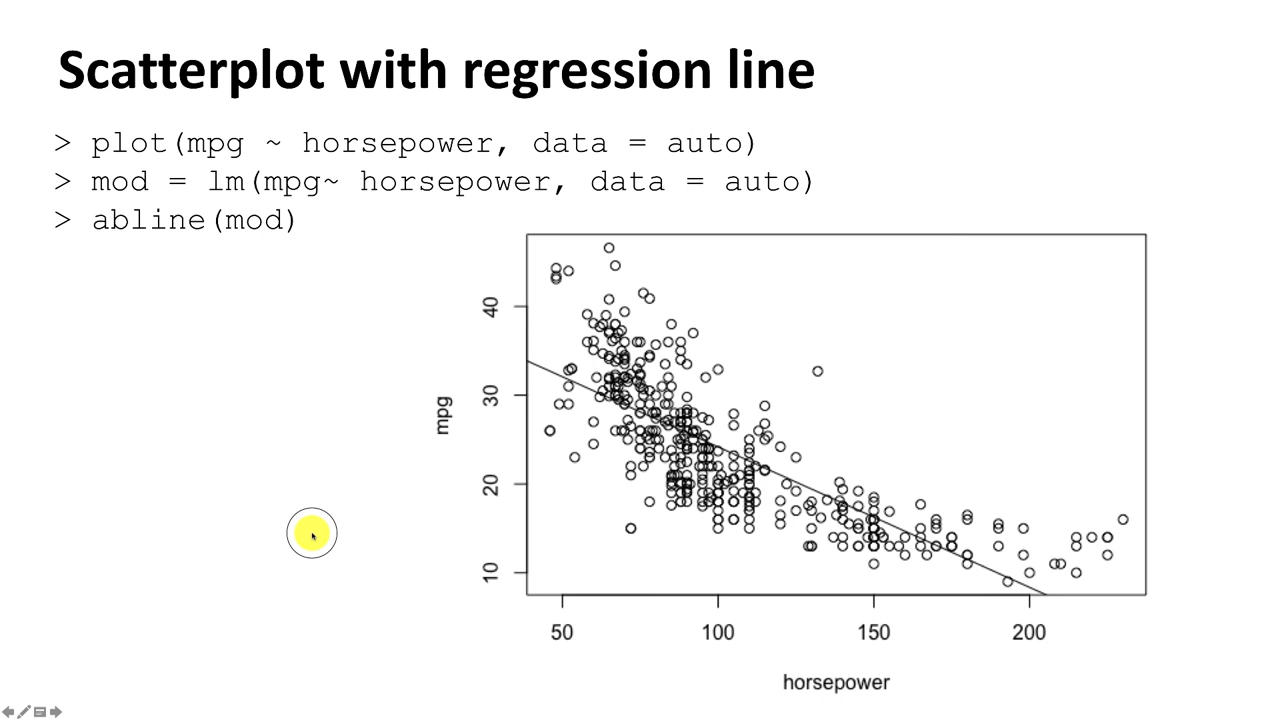 Scatterplot with regression line
> plot(mpg ~ horsepower, data = auto)
> mod = lm(mpg~ horsepower, data = auto)
> abline(mod)
40
30
20
10
mpg
50 100 150 200
horsepower